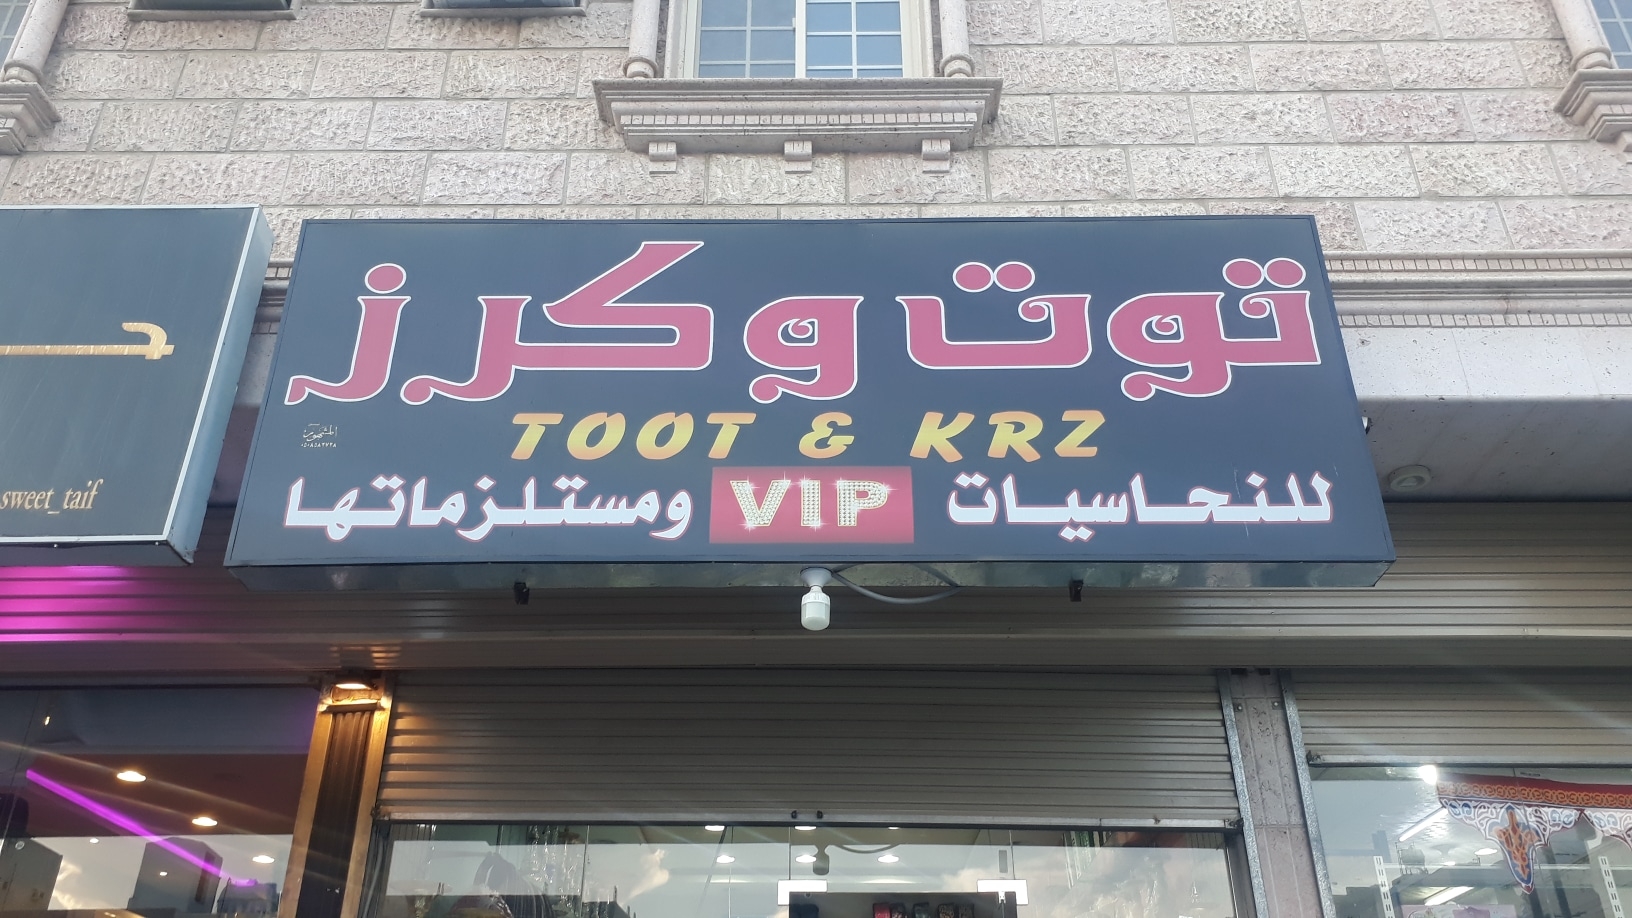 توت وكرز
TOOT & KRZ
للنحاسيات VIP ومستلزماتها
sweet_taif